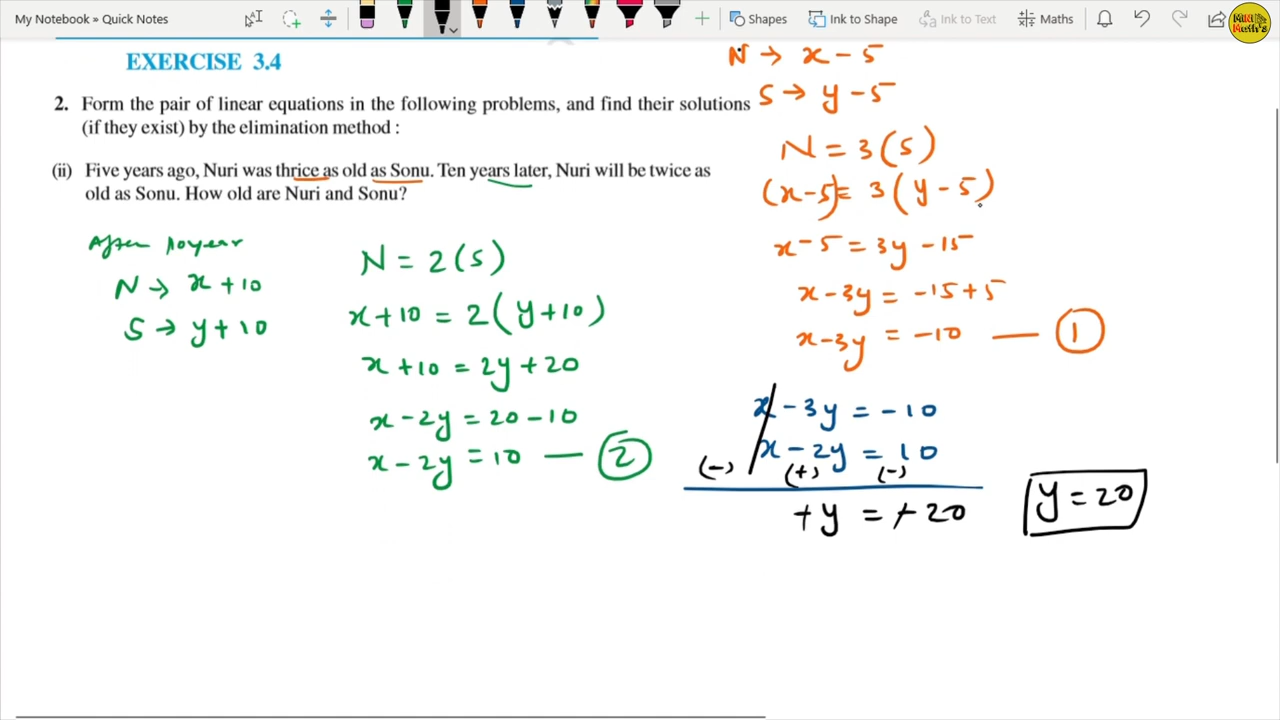 My Notebook » Quick Notes
Shapes
Ink to Shape
Ink to Text
Maths
EXERCISE 3.4
2. Form the pair of linear equations in the following problems, and find their solutions
(if they exist) by the elimination method :
(ii) Five years ago, Nuri was thrice as old as Sonu. Ten years later, Nuri will be twice as
old as Sonu. How old are Nuri and Sonu?
N → x - 5
S → y - 5
N = 3(S)
(x-5) = 3(y-5)
x-5 = 3y-15
x-3y = -15+5
x-3y = -10 — 1
After 10 year
N → x+10
S → y+10
N = 2(S)
x+10 = 2(y+10)
x+10 = 2y+20
x-2y = 20-10
x-2y = 10 — 2
x-3y = -10
x-2y = 10
(-) (+) (-)
+y = +20
y = 20